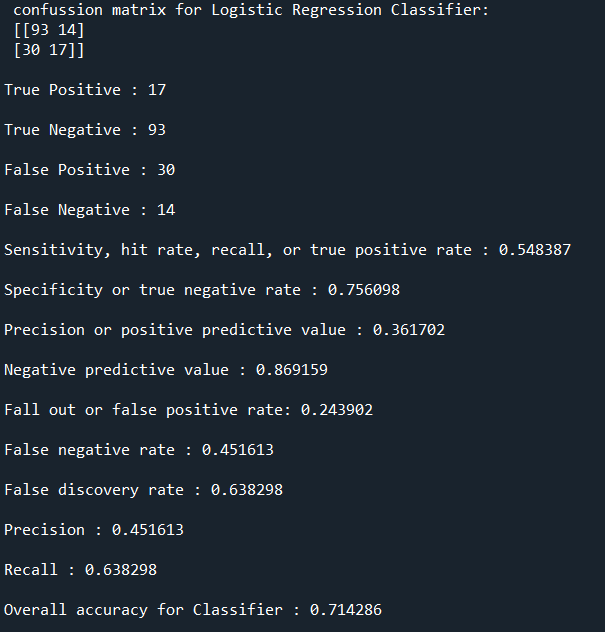 confussion matrix for Logistic Regression Classifier:
[[93 14]
[30 17]]
True Positive : 17
True Negative : 93
False Positive : 30
False Negative : 14
Sensitivity, hit rate, recall, or true positive rate : 0.548387
Specificity or true negative rate : 0.756098
Precision or positive predictive value : 0.361702
Negative predictive value : 0.869159
Fall out or false positive rate: 0.243902
False negative rate : 0.451613
False discovery rate : 0.638298
Precision : 0.451613
Recall : 0.638298
Overall accuracy for Classifier : 0.714286